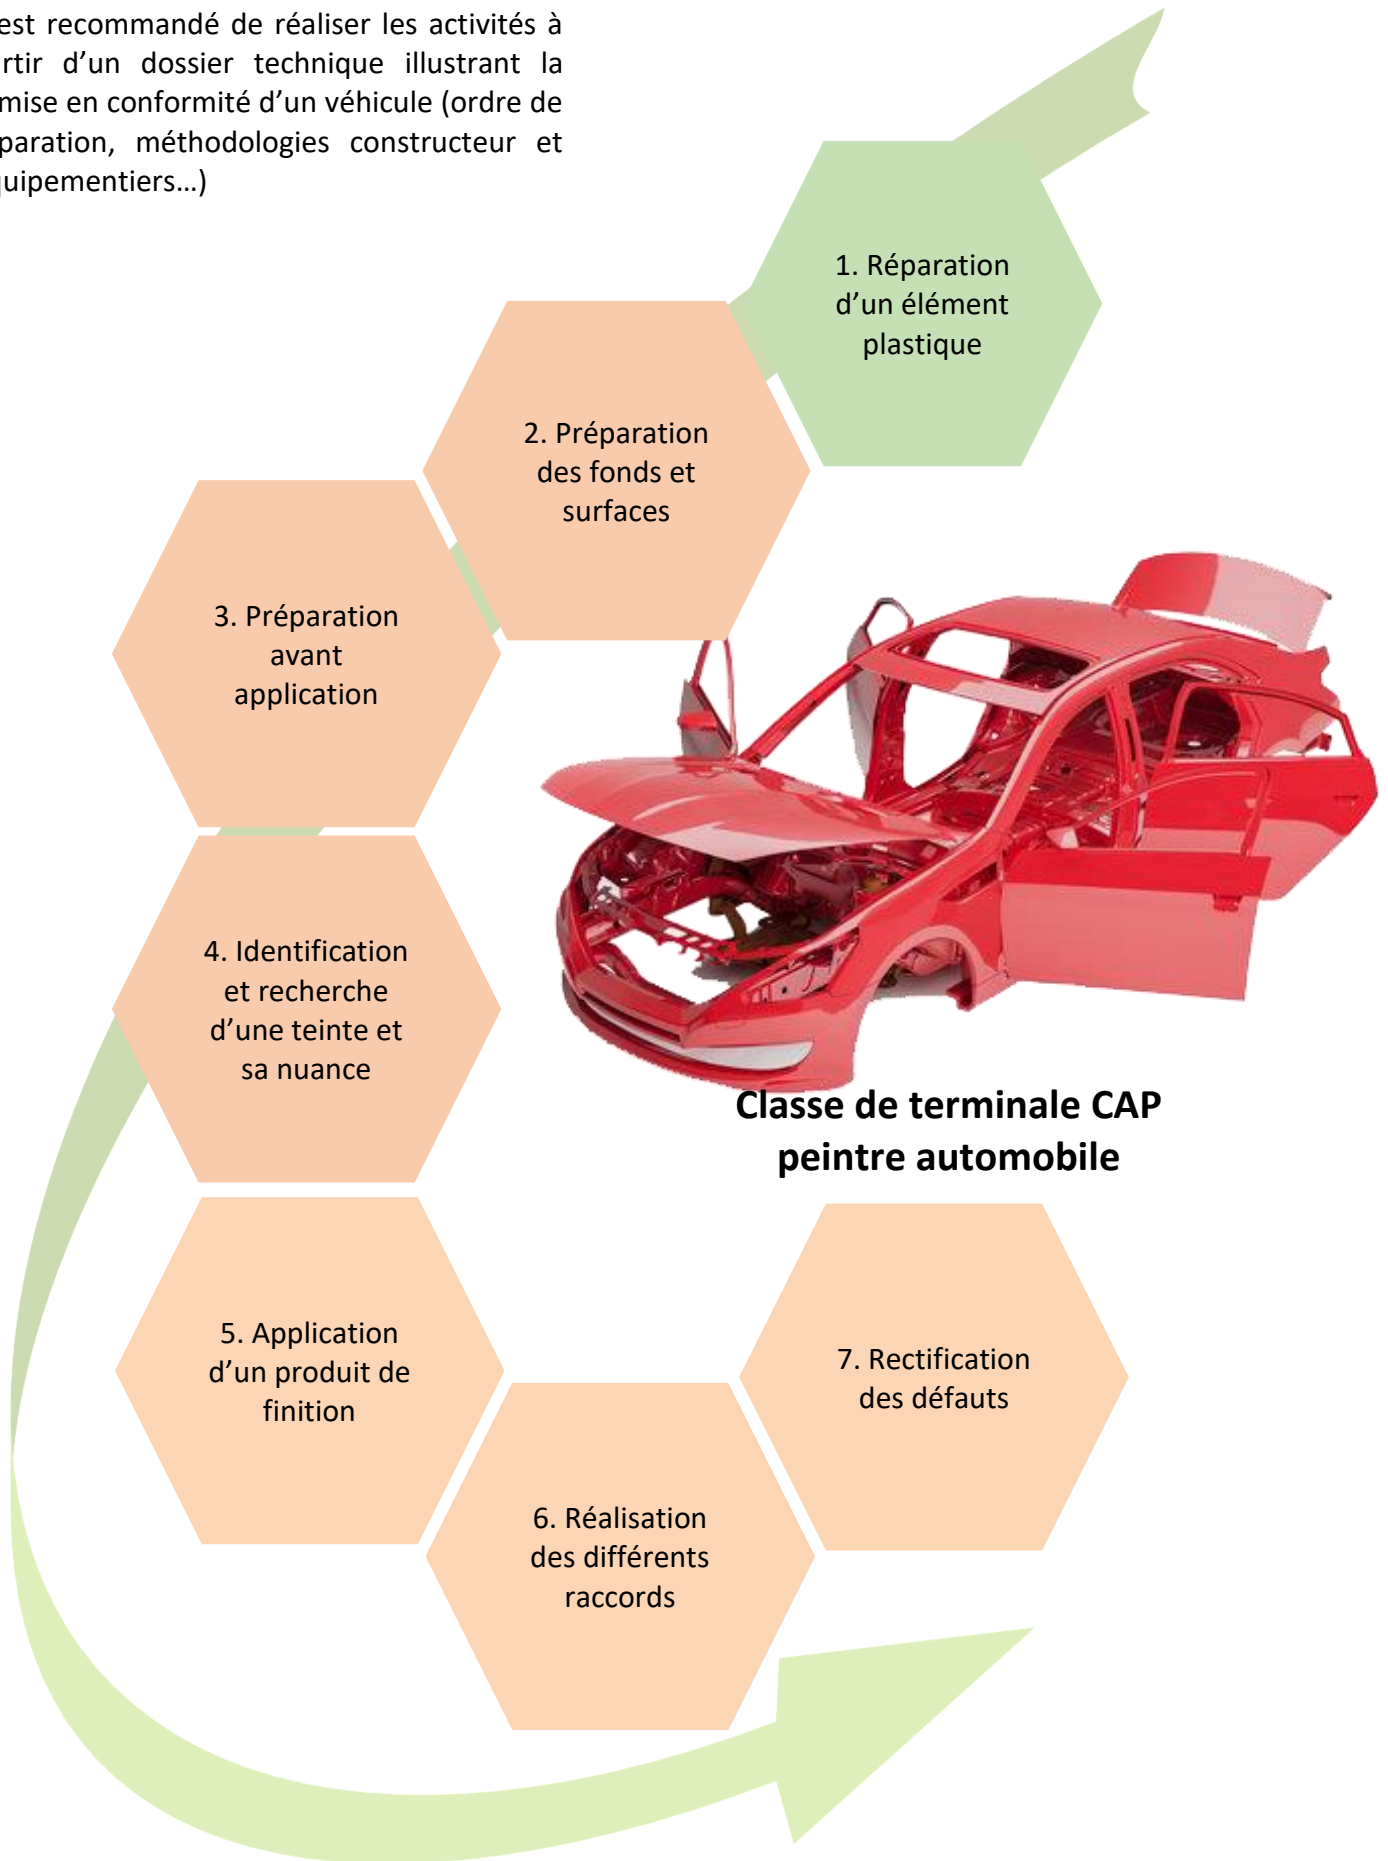 est recommandé de réaliser les activités à
d’un dossier technique illustrant la
mise en conformité d’un véhicule (ordre de
méthodologies constructeur et
1. Réparation
d’un élément
plastique
2. Préparation
des fonds et
surfaces
3. Préparation
avant
application
4. Identification
et recherche
d’une teinte et
sa nuance
Classe de terminale CAP
peintre automobile
5. Application
d’un produit de
finition
6. Réalisation
des différents
raccords
7. Rectification
des défauts